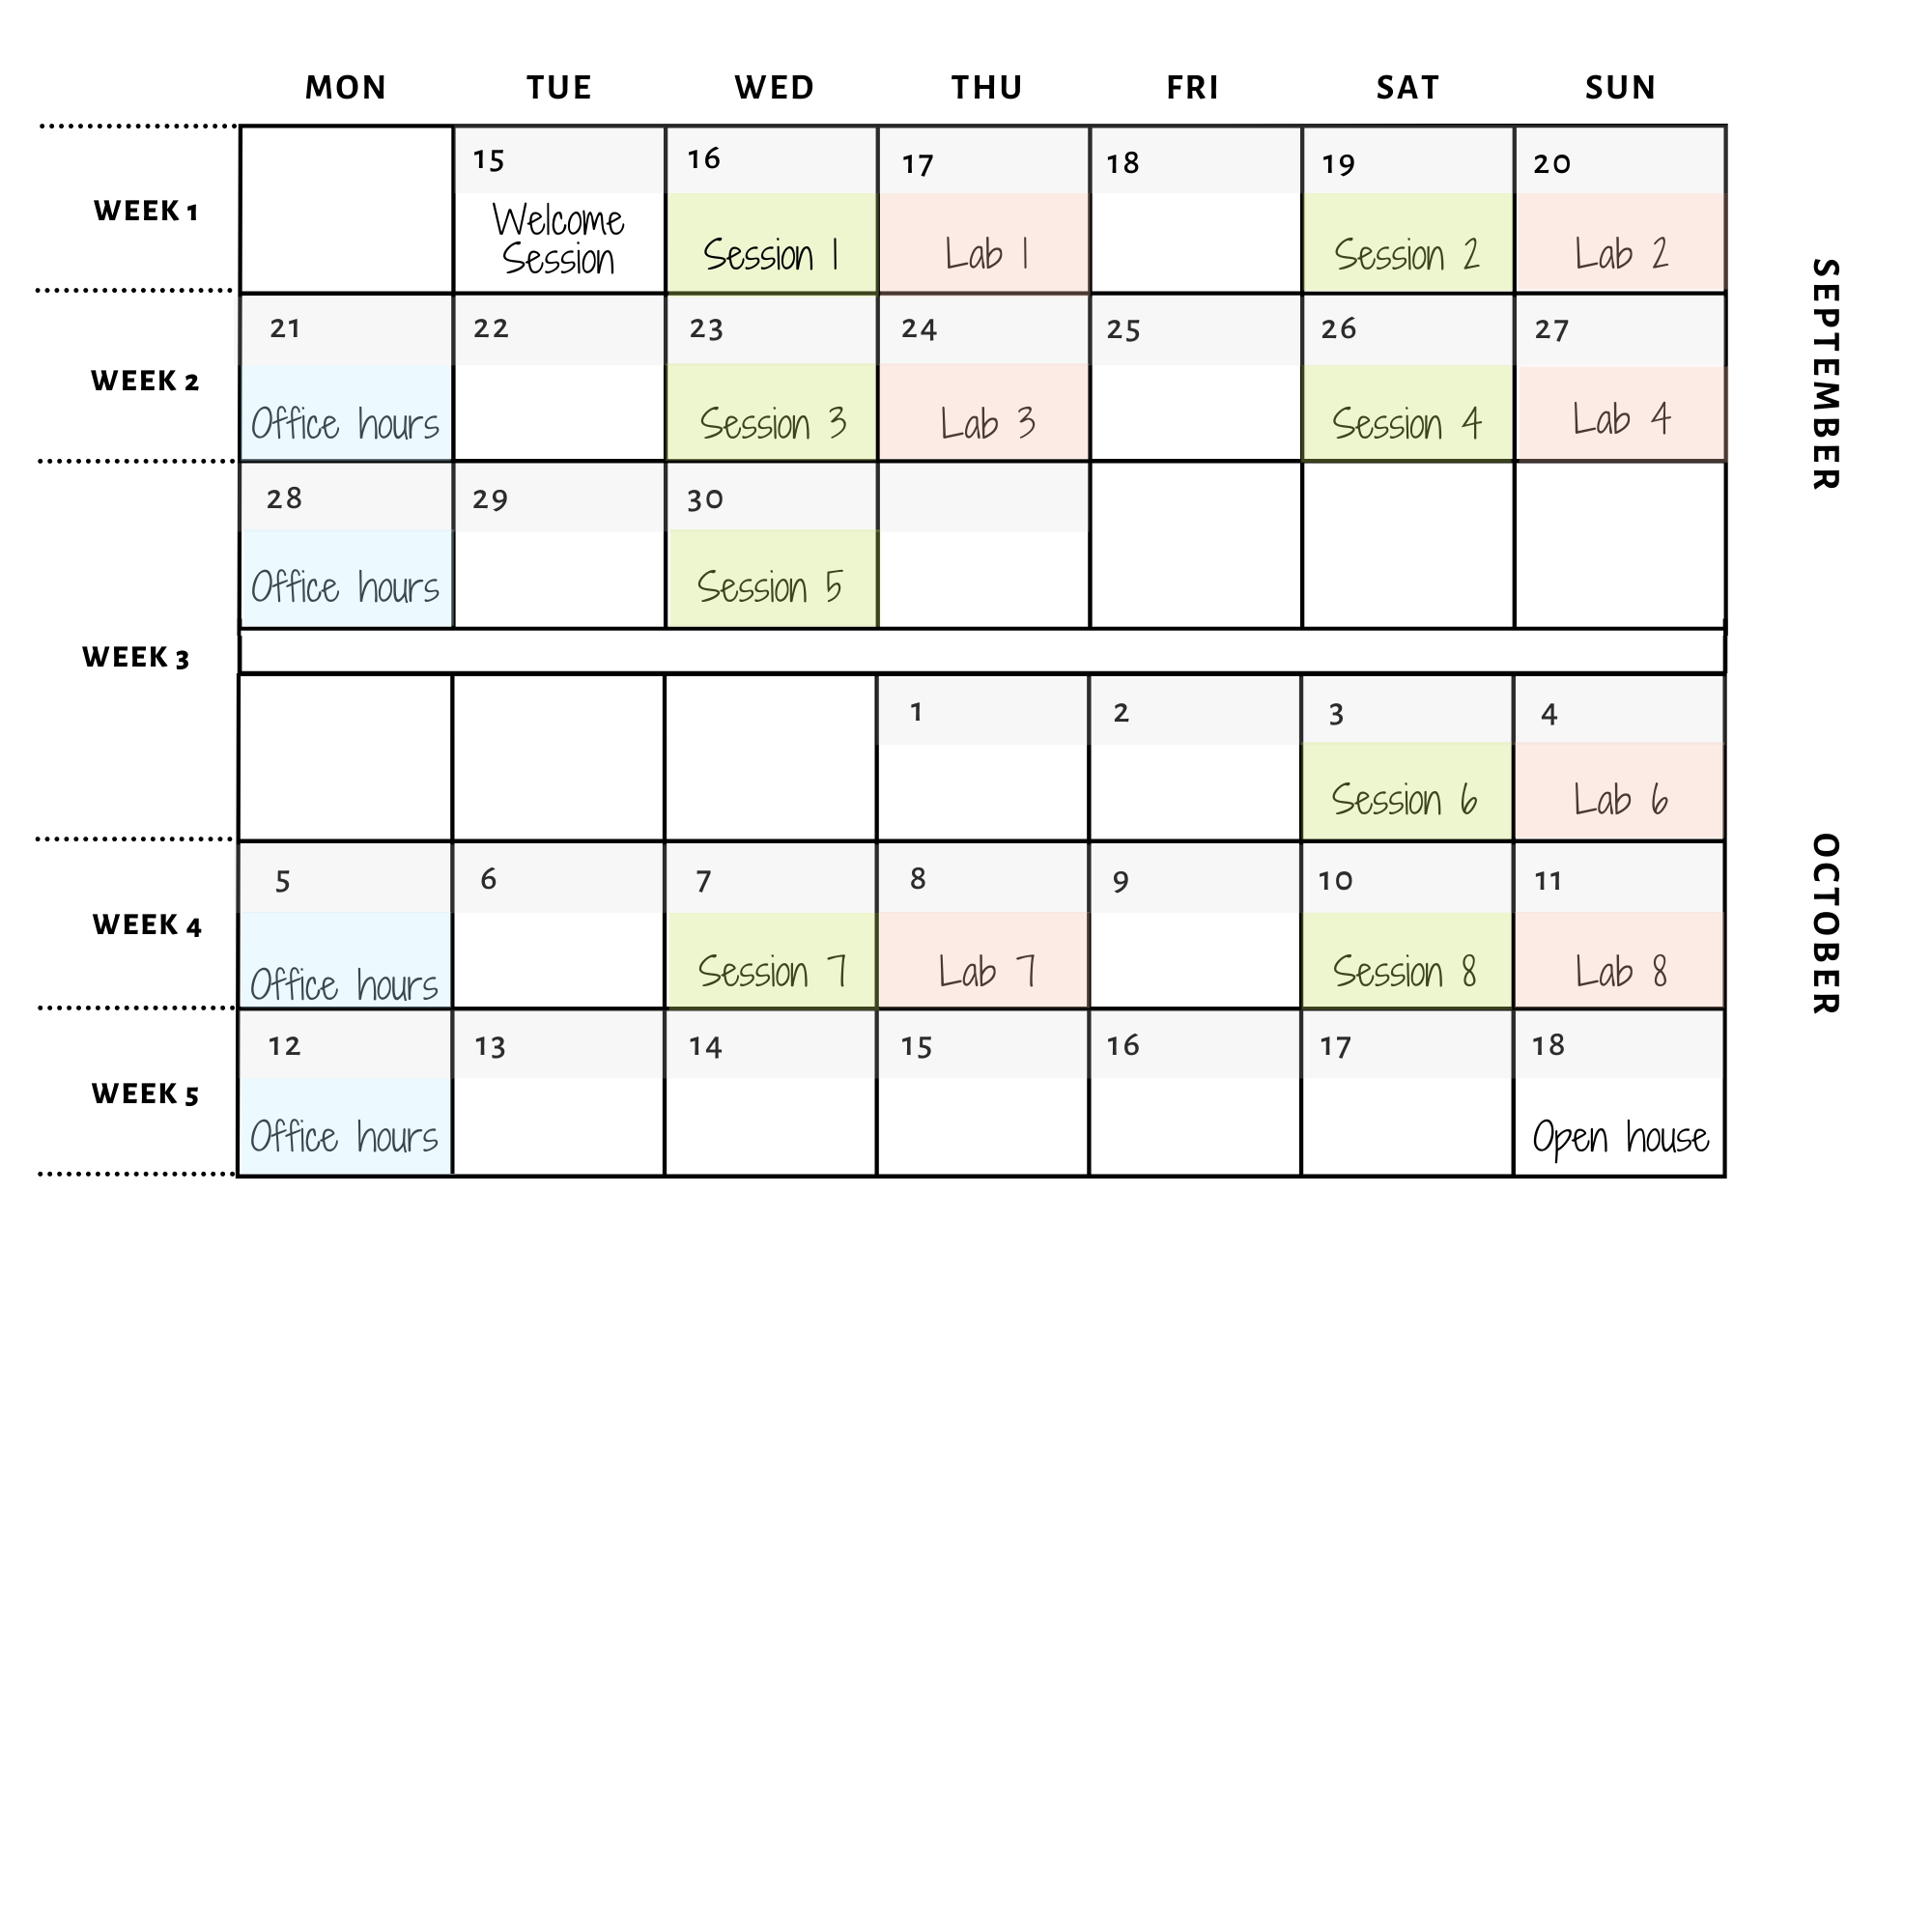 MON TUE WED THU FRI SAT SUN
WEEK 1
15 16 17 18 19 20
Welcome
Session
Session 1 Lab 1 Session 2 Lab 2
SEPTEMBER
WEEK 2
21 22 23 24 25 26 27
Office hours Session 3 Lab 3 Session 4 Lab 4
28 29 30
Office hours Session 5
WEEK 3
1 2 3 4
Session 6 Lab 6
OCTOBER
WEEK 4
5 6 7 8 9 10 11
Office hours Session 7 Lab 7 Session 8 Lab 8
WEEK 5
12 13 14 15 16 17 18
Office hours Open house